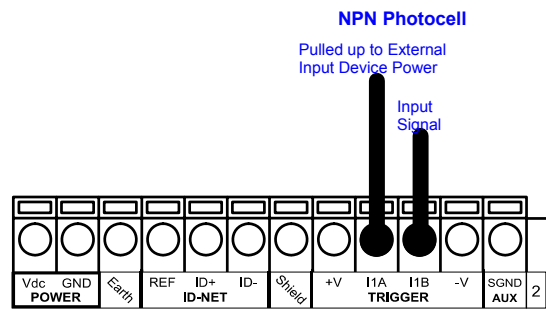 NPN Photocell
Pulled up to External
Input Device Power
Input
Signal
Vdc GND Earth REF ID+ ID- Shield +V I1A I1B -V SGND
POWER ID-NET TRIGGER AUX 2